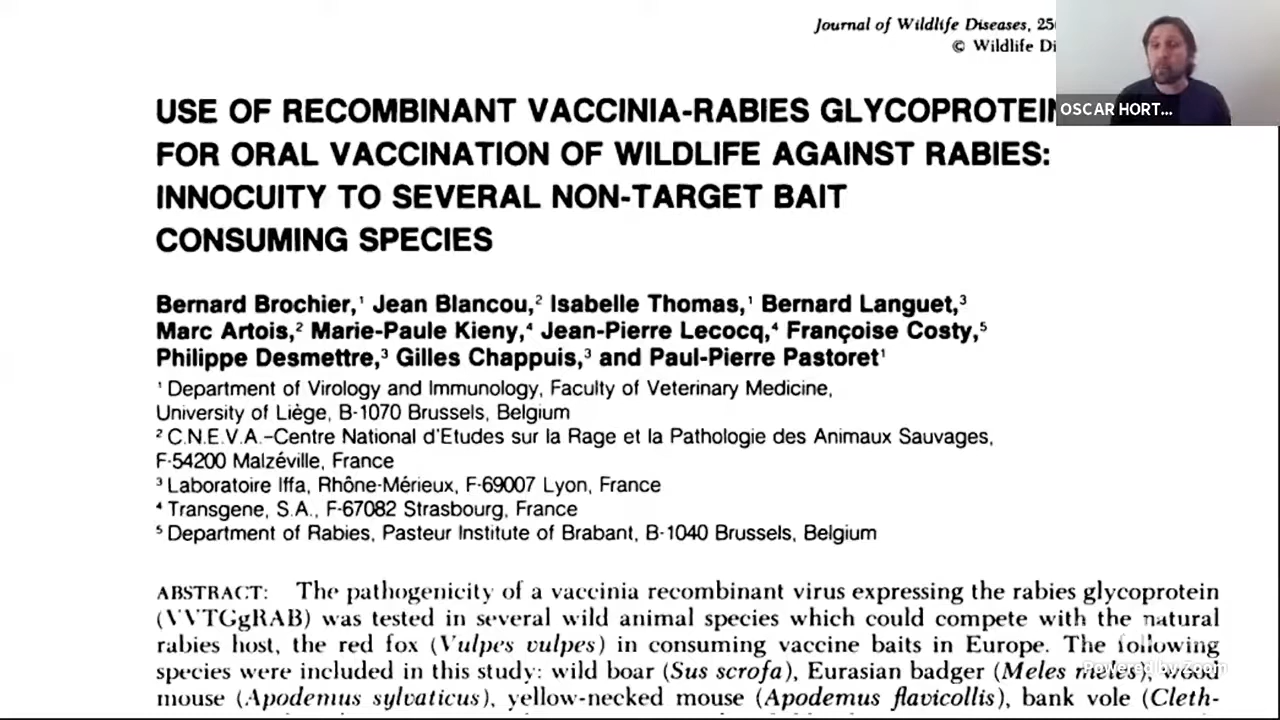 Journal of Wildlife Diseases, 25
© Wildlife Di
OSCAR HORT...
USE OF RECOMBINANT VACCINIA-RABIES GLYCOPROTEIN
FOR ORAL VACCINATION OF WILDLIFE AGAINST RABIES:
INNOCUITY TO SEVERAL NON-TARGET BAIT
CONSUMING SPECIES
Bernard Brochier,¹ Jean Blancou,² Isabelle Thomas,¹ Bernard Languet,³
Marc Artois,² Marie-Paule Kieny,⁴ Jean-Pierre Lecocq,⁴ Françoise Costy,⁵
Philippe Desmettre,³ Gilles Chappuis,³ and Paul-Pierre Pastoret¹
¹ Department of Virology and Immunology, Faculty of Veterinary Medicine,
University of Liège, B-1070 Brussels, Belgium
² C.N.E.V.A.–Centre National d'Etudes sur la Rage et la Pathologie des Animaux Sauvages,
F-54200 Malzéville, France
³ Laboratoire Iffa, Rhône-Mérieux, F-69007 Lyon, France
⁴ Transgene, S.A., F-67082 Strasbourg, France
⁵ Department of Rabies, Pasteur Institute of Brabant, B-1040 Brussels, Belgium
ABSTRACT: The pathogenicity of a vaccinia recombinant virus expressing the rabies glycoprotein
(VVTGgRAB) was tested in several wild animal species which could compete with the natural
rabies host, the red fox (Vulpes vulpes) in consuming vaccine baits in Europe. The following
species were included in this study: wild boar (Sus scrofa), Eurasian badger (Meles meles), wood
mouse (Apodemus sylvaticus), yellow-necked mouse (Apodemus flavicollis), bank vole (Cleth-
Powered by Zoom